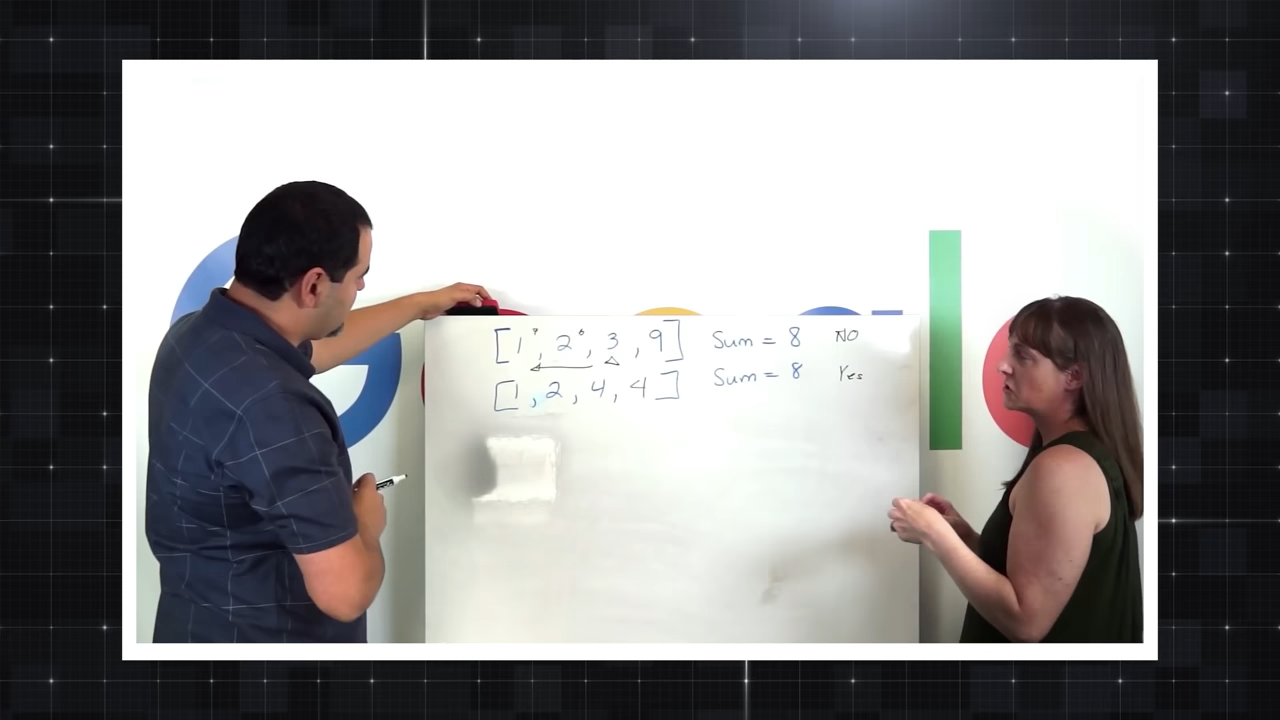 [1, 2, 3, 9] Sum = 8 NO
[1, 2, 4, 4] Sum = 8 Yes